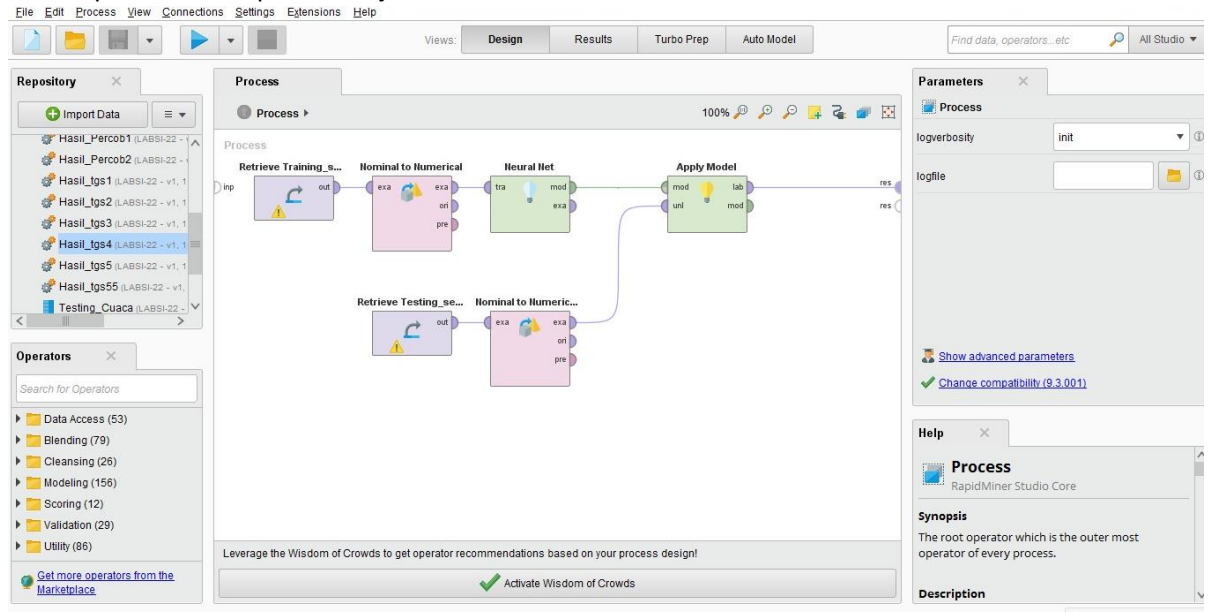 File Edit Process View Connections Settings Extensions Help
Views: Design Results Turbo Prep Auto Model
Find data, operators...etc All Studio ▼
Repository
Import Data
Hasil_Percob1 (LABSI-22 - v
Hasil_Percob2 (LABSI-22 -
Hasil_tgs1 (LABSI-22 - v1, 1
Hasil_tgs2 (LABSI-22 - v1, 1
Hasil_tgs3 (LABSI-22 - v1, 1
Hasil_tgs4 (LABSI-22 - v1, 1
Hasil_tgs5 (LABSI-22 - v1, 1
Hasil_tgs55 (LABSI-22 - v1,
Testing_Cuaca (LABSI-22 -
Operators
Search for Operators
Data Access (53)
Blending (79)
Cleansing (26)
Modeling (156)
Scoring (12)
Validation (29)
Utility (86)
Get more operators from the
Marketplace
Process
Process
100%
Process
Retrieve Training_s... Nominal to Numerical Neural Net Apply Model
inp out exa exa tra mod mod lab res
ori exa unl mod res
pre
Retrieve Testing_se... Nominal to Numeric...
out exa exa
ori
pre
Leverage the Wisdom of Crowds to get operator recommendations based on your process design!
Activate Wisdom of Crowds
Parameters
Process
logverbosity init
logfile
Show advanced parameters
Change compatibility (9.3.001)
Help
Process
RapidMiner Studio Core
Synopsis
The root operator which is the outer most
operator of every process.
Description